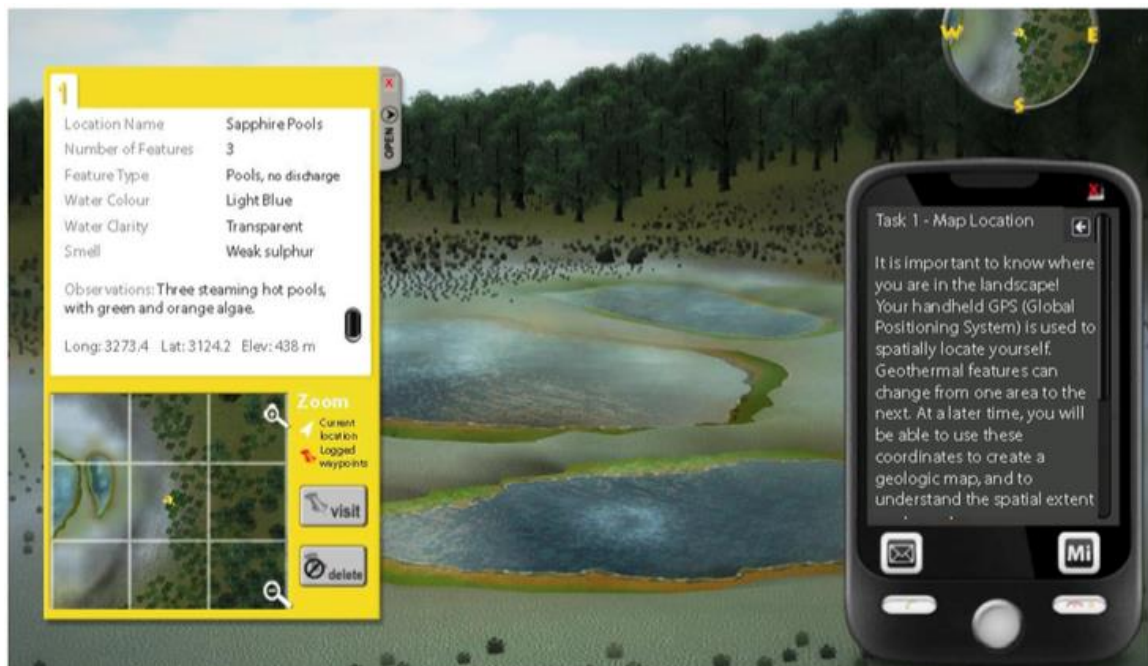 W
E
S
1
OPEN
Location Name Sapphire Pools
Number of Features 3
Feature Type Pools, no discharge
Water Colour Light Blue
Water Clarity Transparent
Smell Weak sulphur
Observations: Three steaming hot pools,
with green and orange algae.
Long: 3273.4 Lat: 3124.2 Elev: 438 m
Zoom
Current
location
Logged
waypoints
visit
delete
Task 1 - Map Location
It is important to know where
you are in the landscape!
Your handheld GPS (Global
Positioning System) is used to
spatially locate yourself.
Geothermal features can
change from one area to the
next. At a later time, you will
be able to use these
coordinates to create a
geologic map, and to
understand the spatial extent
Mi